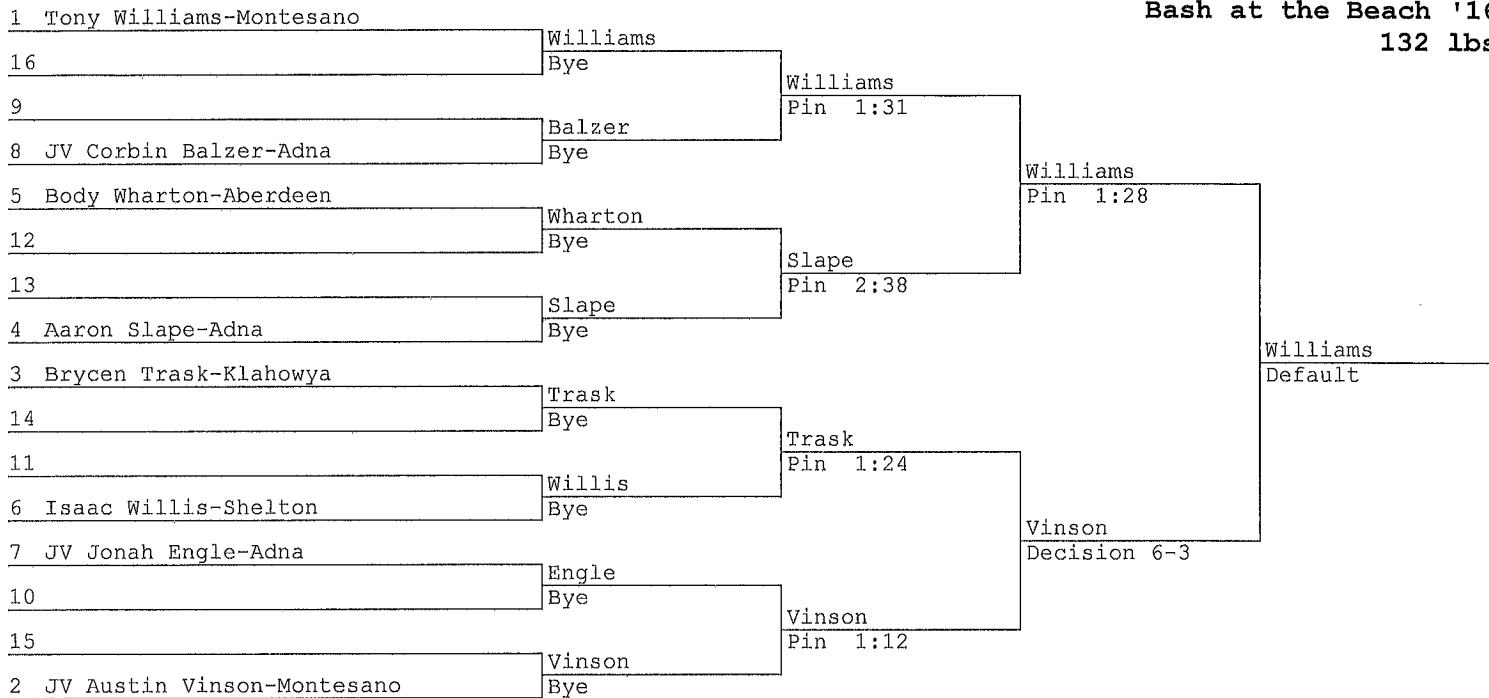 Bash at the Beach '16
132 lbs
1 Tony Williams-Montesano
Williams
16
Bye
Williams
9
Pin 1:31
Balzer
8 JV Corbin Balzer-Adna
Bye
Williams
5 Body Wharton-Aberdeen
Pin 1:28
Wharton
12
Bye
Slape
13
Pin 2:38
Slape
4 Aaron Slape-Adna
Bye
Williams
3 Brycen Trask-Klahowya
Default
Trask
14
Bye
Trask
11
Pin 1:24
Willis
6 Isaac Willis-Shelton
Bye
Vinson
7 JV Jonah Engle-Adna
Decision 6-3
Engle
10
Bye
Vinson
15
Pin 1:12
Vinson
2 JV Austin Vinson-Montesano
Bye